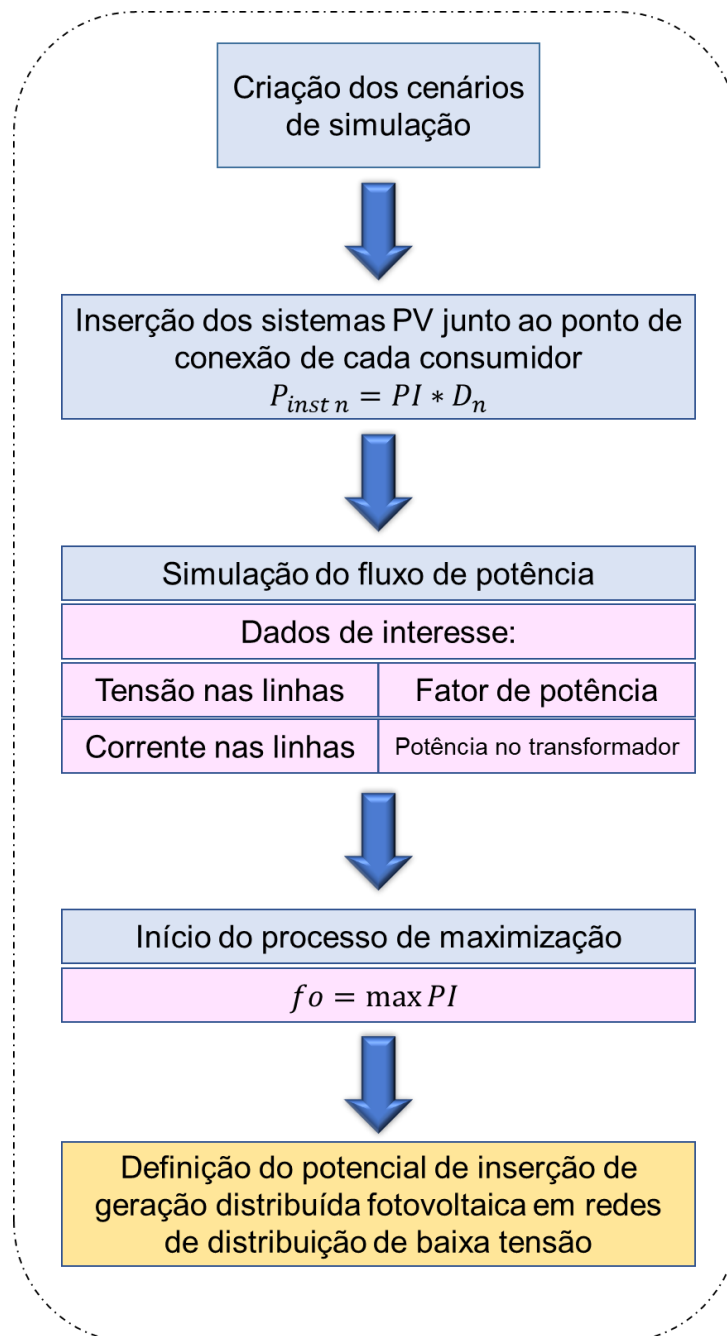 Criação dos cenários
de simulação
Inserção dos sistemas PV junto ao ponto de
conexão de cada consumidor
P_{inst n} = PI * D_n
Simulação do fluxo de potência
Dados de interesse:
Tensão nas linhas
Fator de potência
Corrente nas linhas
Potência no transformador
Início do processo de maximização
fo = max PI
Definição do potencial de inserção de
geração distribuída fotovoltaica em redes
de distribuição de baixa tensão